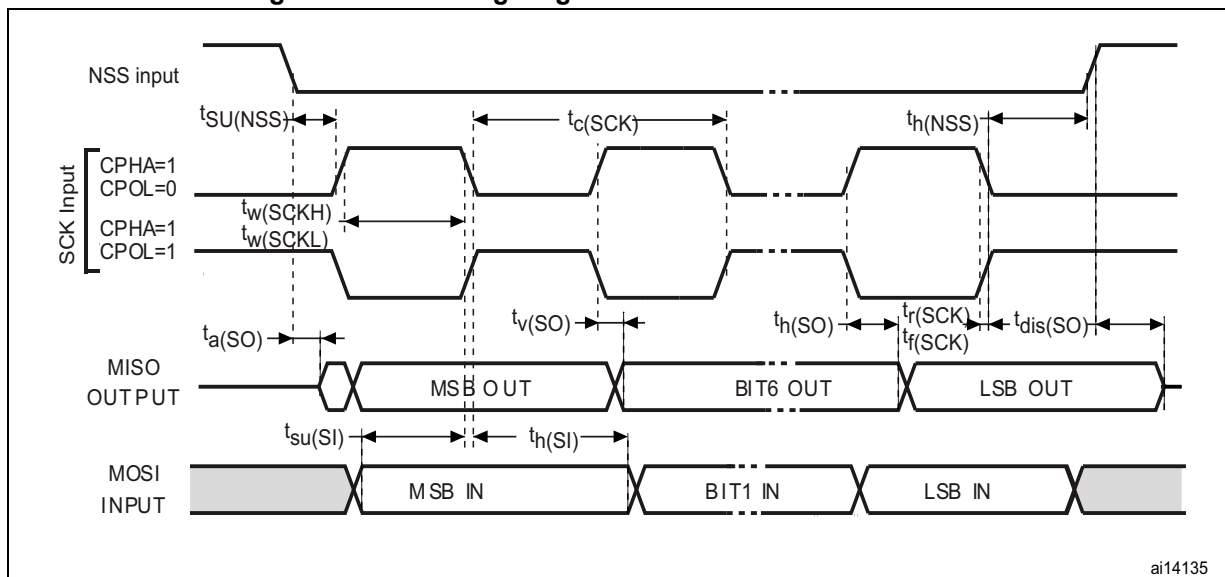 NSS input
tSU(NSS)
tc(SCK)
th(NSS)
SCK Input
CPHA=1
CPOL=0
tw(SCKH)
CPHA=1
tw(SCKL)
CPOL=1
ta(SO)
tv(SO)
th(SO)
tr(SCK)
tf(SCK)
tdis(SO)
MISO
OUTPUT
MSB OUT
BIT6 OUT
LSB OUT
tsu(SI)
th(SI)
MOSI
INPUT
MSB IN
BIT1 IN
LSB IN
ai14135